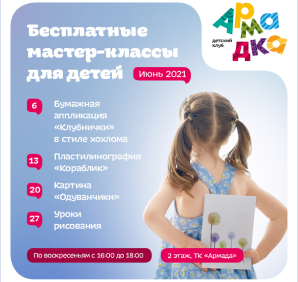 Бесплатные
мастер-классы
для детей
Июнь 2021
АРМАДКА
детский
клуб
6
Бумажная
аппликация
«Клубнички»
в стиле хохлома
13
Пластилинография
«Кораблик»
20
Картина
«Одуванчики»
27
Уроки
рисования
По воскресеньям с 16:00 до 18:00
2 этаж, ТК «Армада»